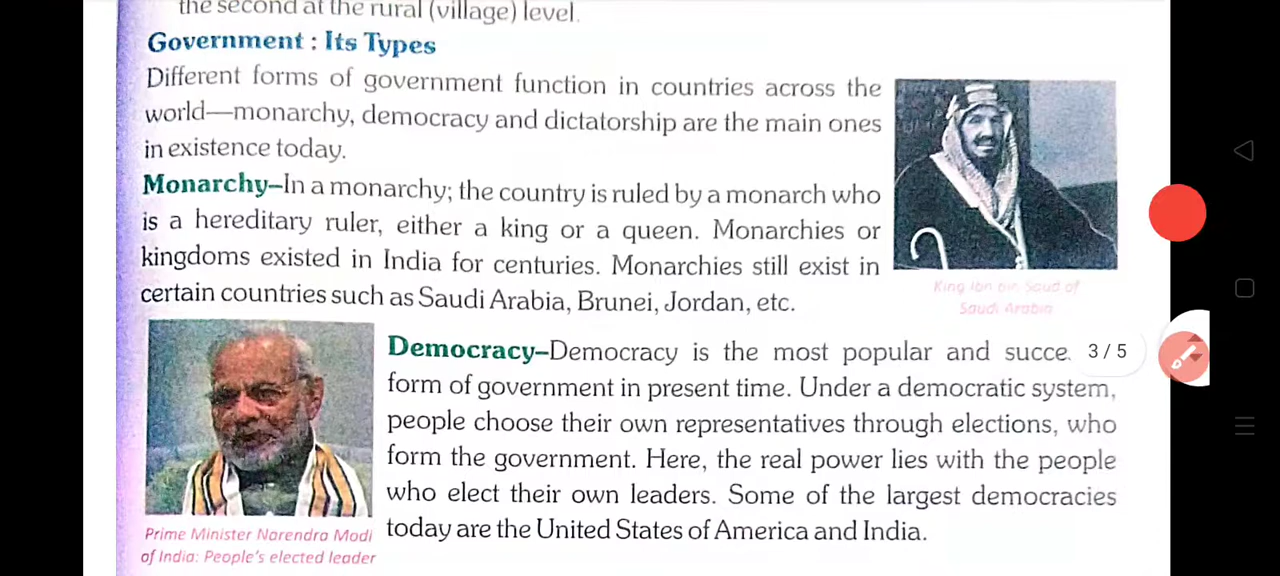 the second at the rural (village) level.
Government : Its Types
Different forms of government function in countries across the
world—monarchy, democracy and dictatorship are the main ones
in existence today.
Monarchy–In a monarchy; the country is ruled by a monarch who
is a hereditary ruler, either a king or a queen. Monarchies or
kingdoms existed in India for centuries. Monarchies still exist in
certain countries such as Saudi Arabia, Brunei, Jordan, etc.
King Ibn bin Saud of
Saudi Arabia
Democracy–Democracy is the most popular and succe
3 / 5
form of government in present time. Under a democratic system,
people choose their own representatives through elections, who
form the government. Here, the real power lies with the people
who elect their own leaders. Some of the largest democracies
today are the United States of America and India.
Prime Minister Narendra Modi
of India: People's elected leader